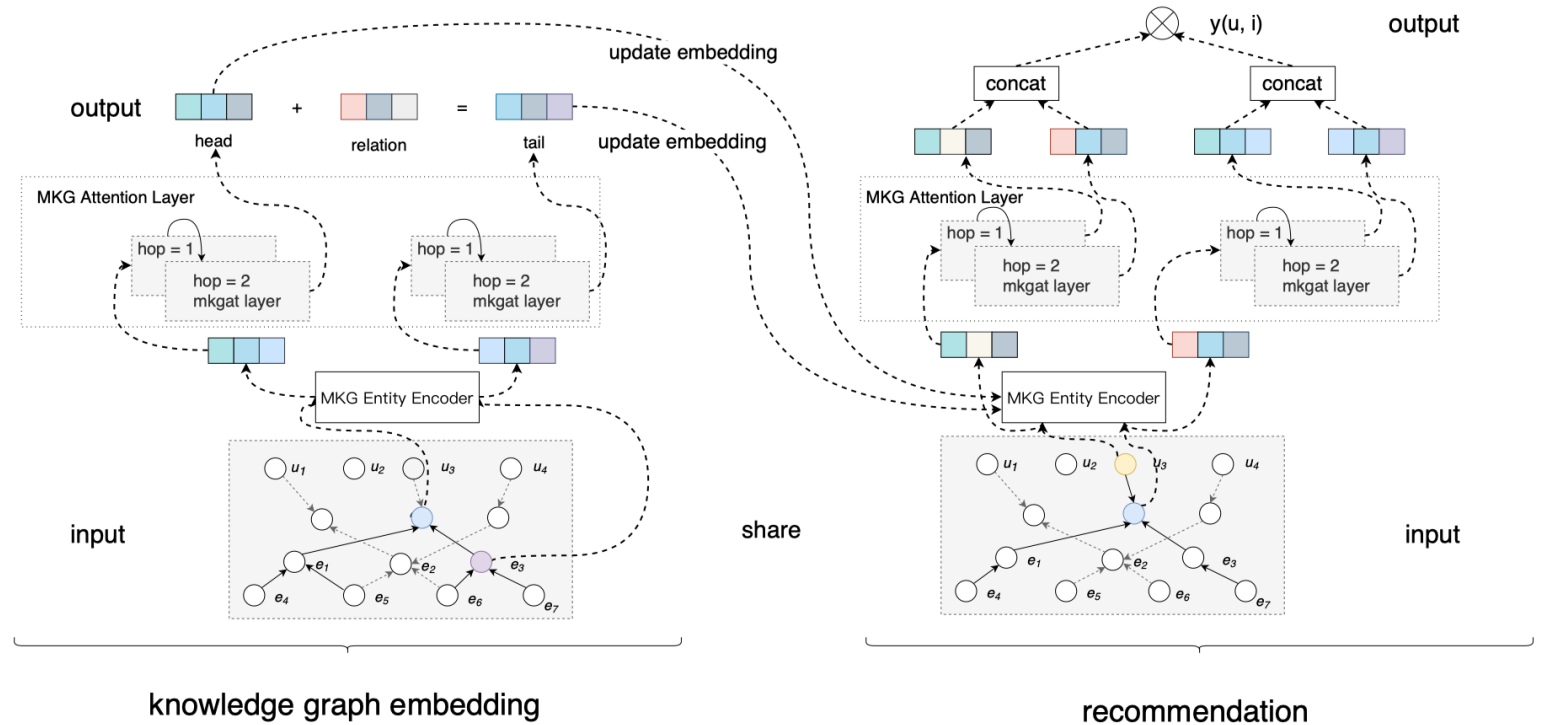 update embedding
output
+
=
head
relation
tail
update embedding
MKG Attention Layer
hop = 1
hop = 2
mkgat layer
hop = 1
hop = 2
mkgat layer
MKG Entity Encoder
input
u1
u2
u3
u4
e1
e2
e3
e4
e5
e6
e7
knowledge graph embedding
share
y(u, i)
output
concat
concat
MKG Attention Layer
hop = 1
hop = 2
mkgat layer
hop = 1
hop = 2
mkgat layer
MKG Entity Encoder
input
u1
u2
u3
u4
e1
e2
e3
e4
e5
e6
e7
recommendation